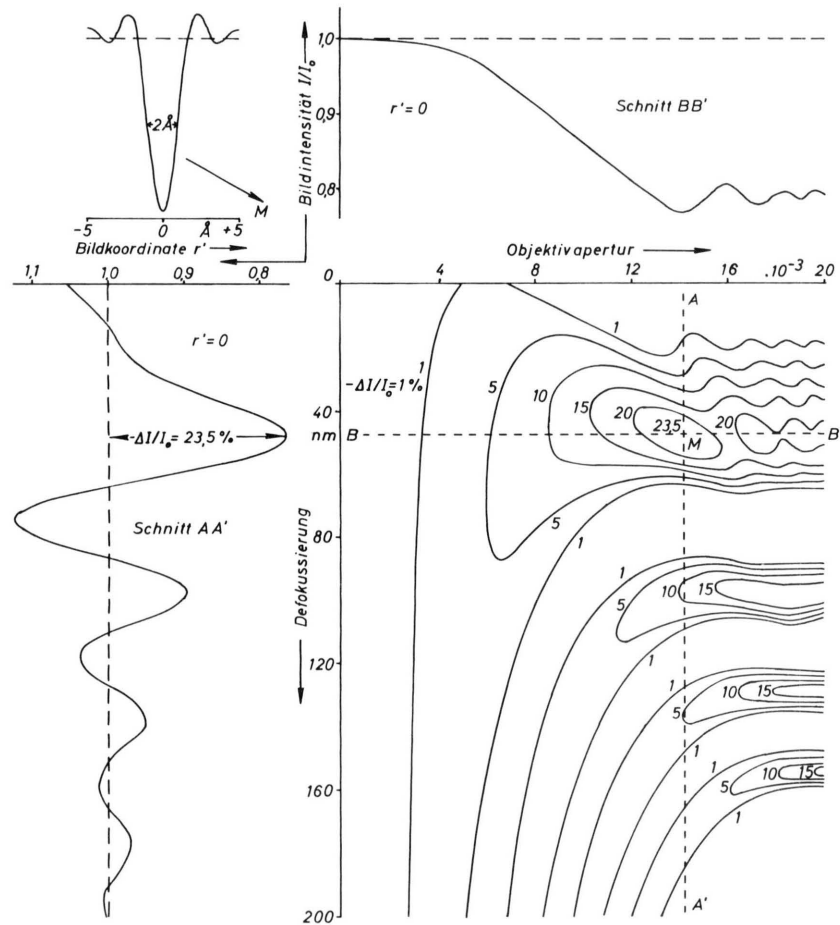 2Å
M
-5 0 Å +5
Bildkoordinate r'
Bildintensität I/I₀
1,0
0,9
0,8
r'=0
Schnitt BB'
Objektivapertur
1,1 1,0 0,9 0,8
0 4 8 12 16 .10⁻³ 20
r'=0
-ΔI/I₀= 23,5 %
Schnitt AA'
Defokussierung
40
nm
80
120
160
200
A
A'
B
B'
M
-ΔI/I₀=1%
1
1
5
10
15
20
23,5
20
5
1
1
5
10
15
1
1
5
10
15
1
1
5
10
15
1